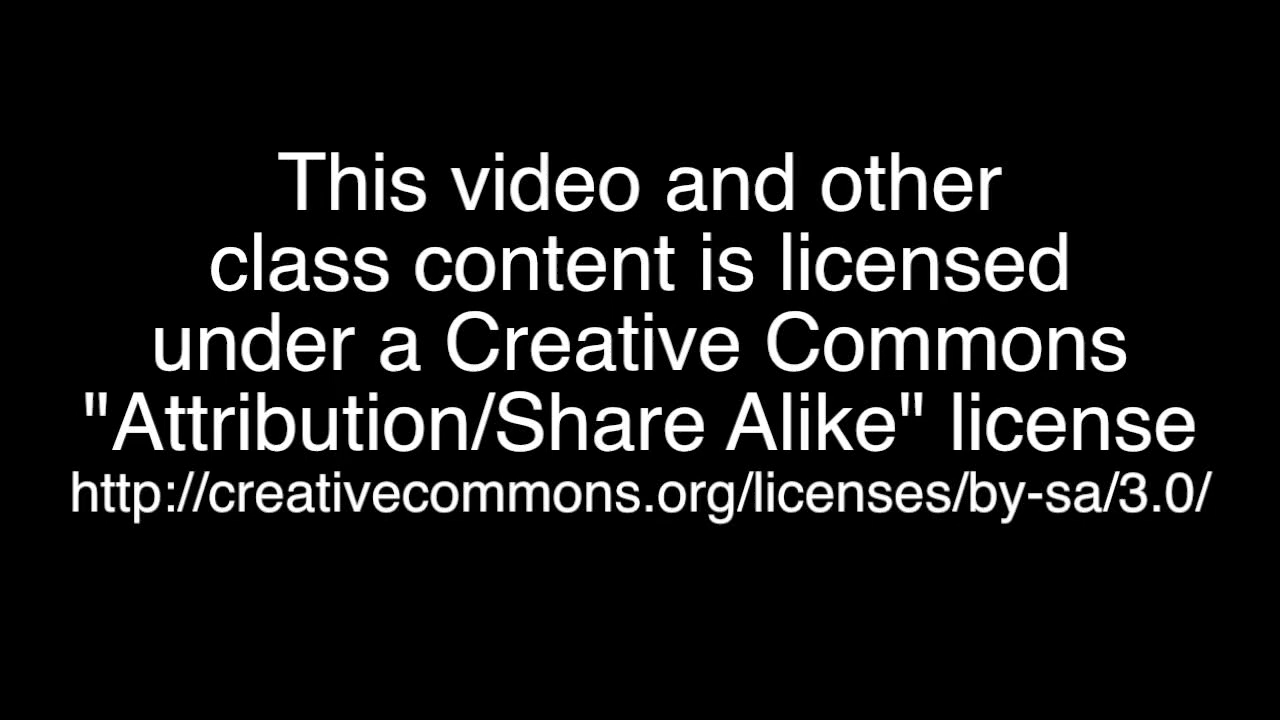 This video and other
class content is licensed
under a Creative Commons
"Attribution/Share Alike" license
http://creativecommons.org/licenses/by-sa/3.0/